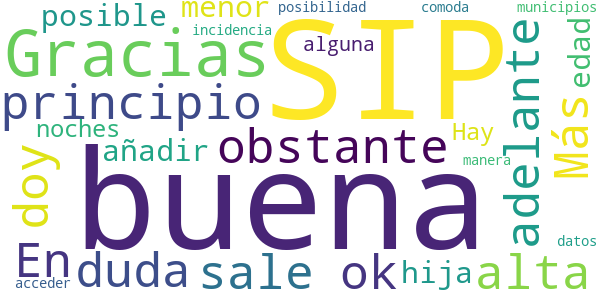 posibilidad
comoda
municipios
menor
posible
incidencia
Gracias
alguna
SIP
adelante
edad
principio
noches
añadir
obstante
Hay
Más
manera
doy
buena
datos
En
duda
sale
ok
hija
alta
acceder